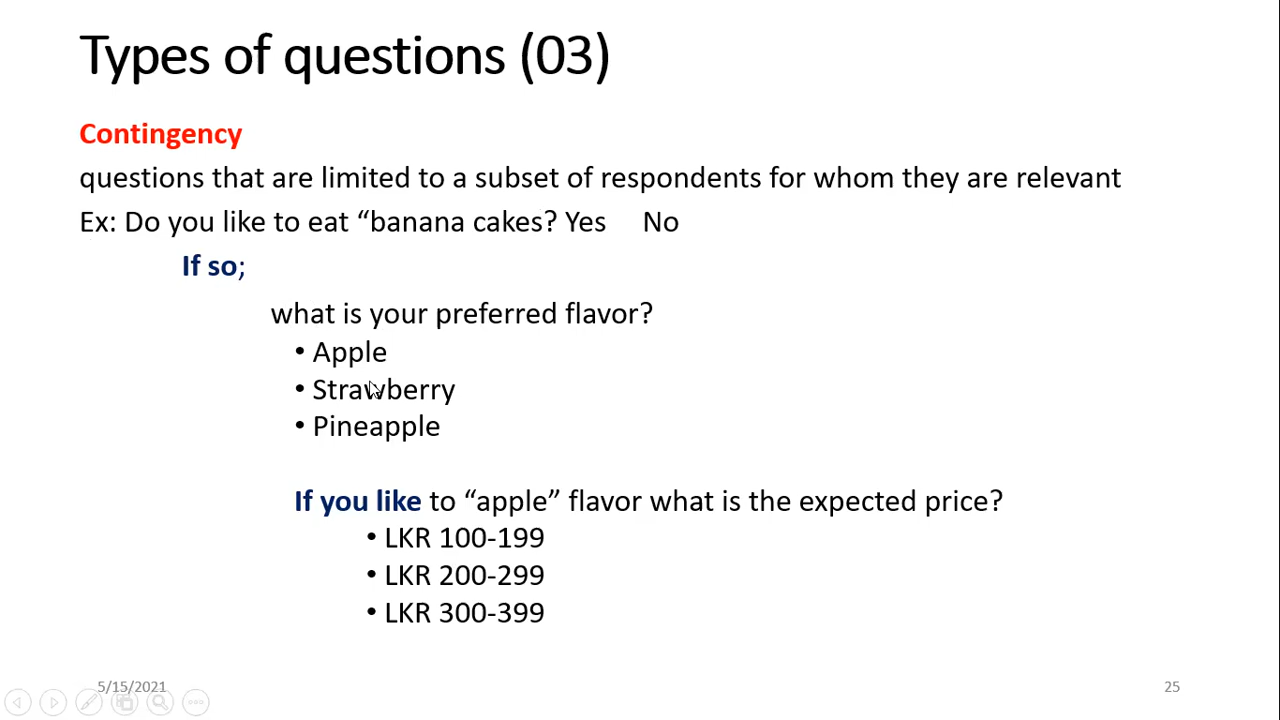 Types of questions (03)
Contingency
questions that are limited to a subset of respondents for whom they are relevant
Ex: Do you like to eat “banana cakes? Yes No
If so;
what is your preferred flavor?
• Apple
• Strawberry
• Pineapple
If you like to “apple” flavor what is the expected price?
• LKR 100-199
• LKR 200-299
• LKR 300-399
5/15/2021
25